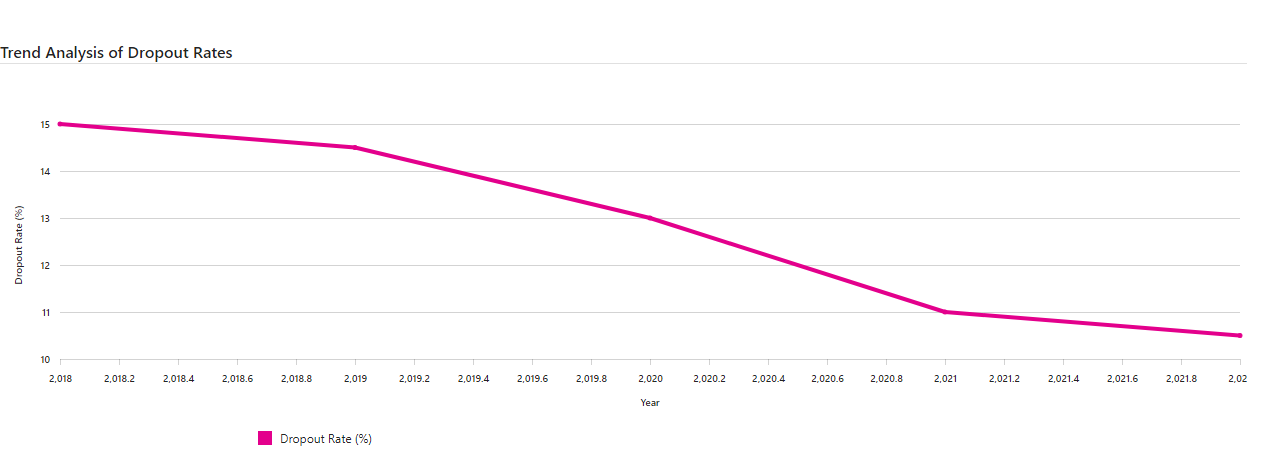 Trend Analysis of Dropout Rates
15
14
13
12
11
10
Dropout Rate (%)
2,018 2,018.2 2,018.4 2,018.6 2,018.8 2,019 2,019.2 2,019.4 2,019.6 2,019.8 2,020 2,020.2 2,020.4 2,020.6 2,020.8 2,021 2,021.2 2,021.4 2,021.6 2,021.8 2,02
Year
Dropout Rate (%)